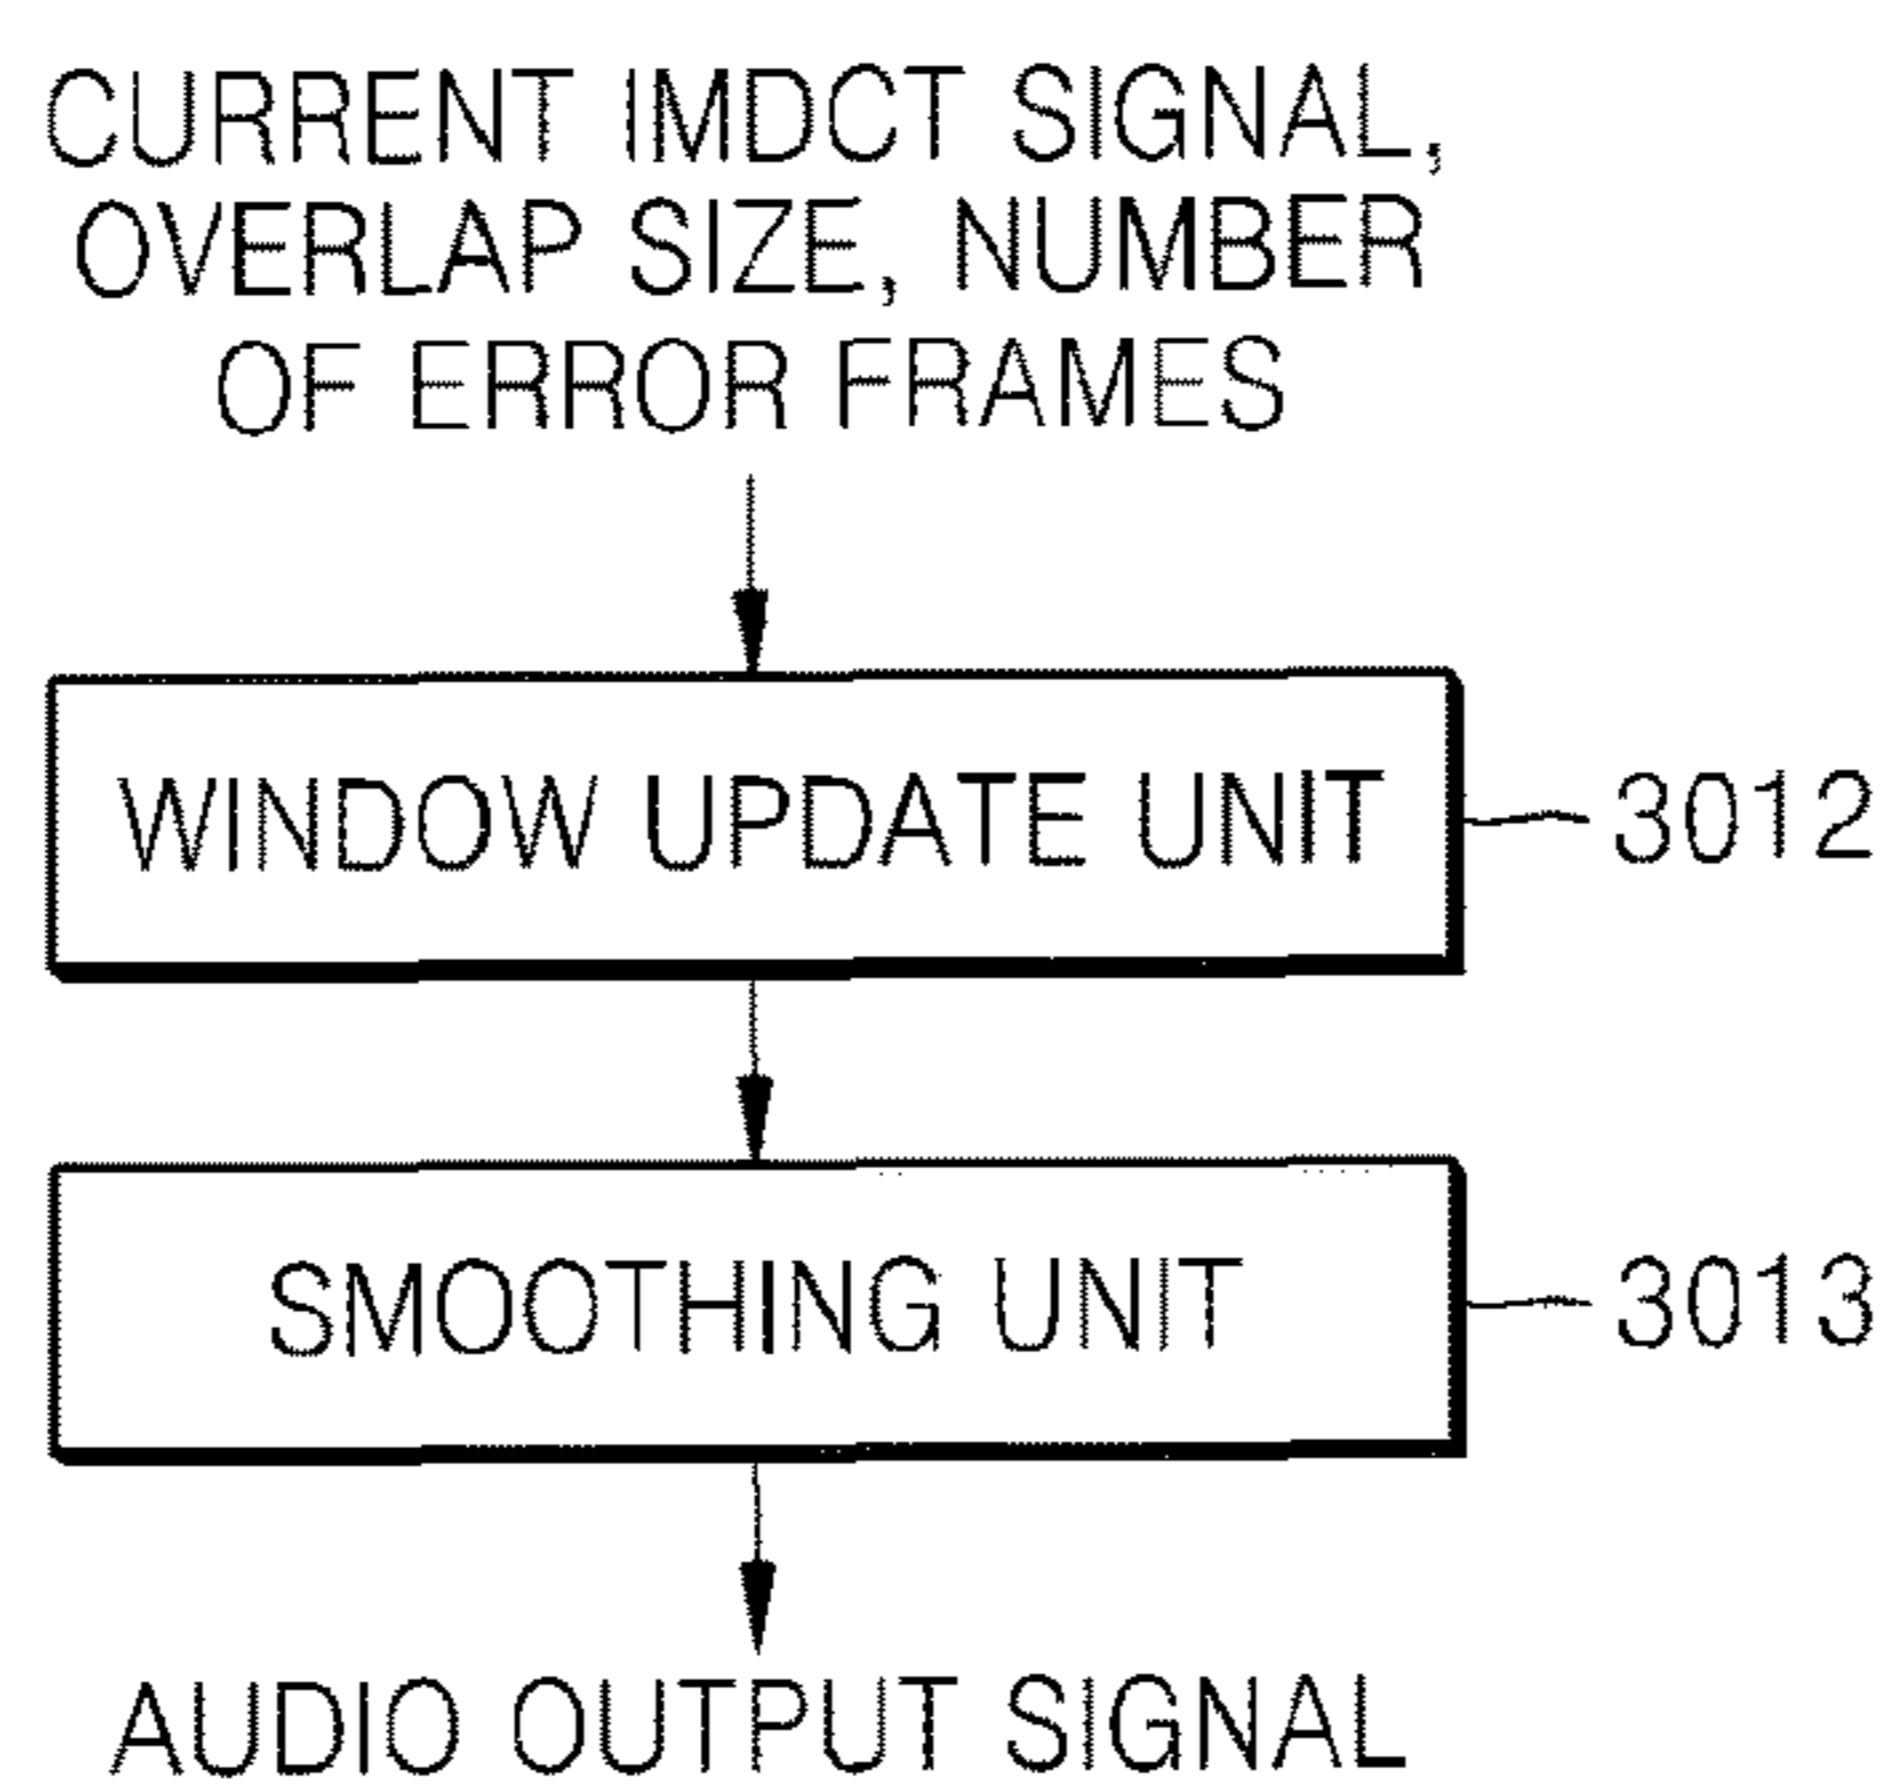 CURRENT IMDCT SIGNAL,
OVERLAP SIZE, NUMBER
OF ERROR FRAMES
WINDOW UPDATE UNIT
3012
SMOOTHING UNIT
3013
AUDIO OUTPUT SIGNAL